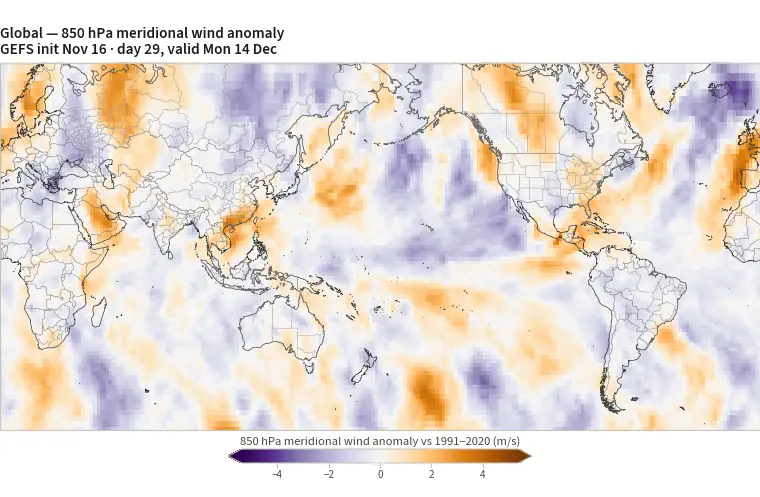 Global — 850 hPa meridional wind anomaly
GEFS init Nov 16 · day 29, valid Mon 14 Dec
850 hPa meridional wind anomaly vs 1991–2020 (m/s)
−4 −2 0 2 4